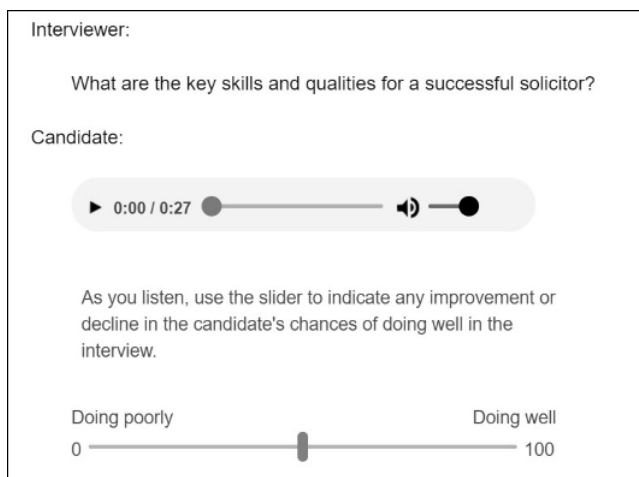 Interviewer:
What are the key skills and qualities for a successful solicitor?
Candidate:
0:00 / 0:27
As you listen, use the slider to indicate any improvement or
decline in the candidate's chances of doing well in the
interview.
Doing poorly Doing well
0 100